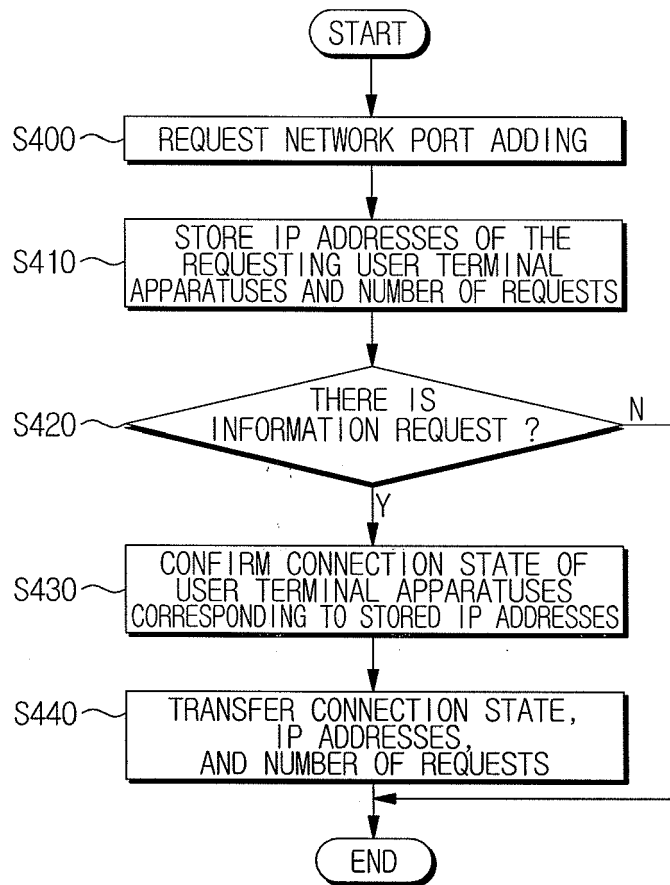 START
S400
REQUEST NETWORK PORT ADDING
S410
STORE IP ADDRESSES OF THE
REQUESTING USER TERMINAL
APPARATUSES AND NUMBER OF REQUESTS
S420
THERE IS
INFORMATION REQUEST ?
N
Y
S430
CONFIRM CONNECTION STATE OF
USER TERMINAL APPARATUSES
CORRESPONDING TO STORED IP ADDRESSES
S440
TRANSFER CONNECTION STATE,
IP ADDRESSES,
AND NUMBER OF REQUESTS
END